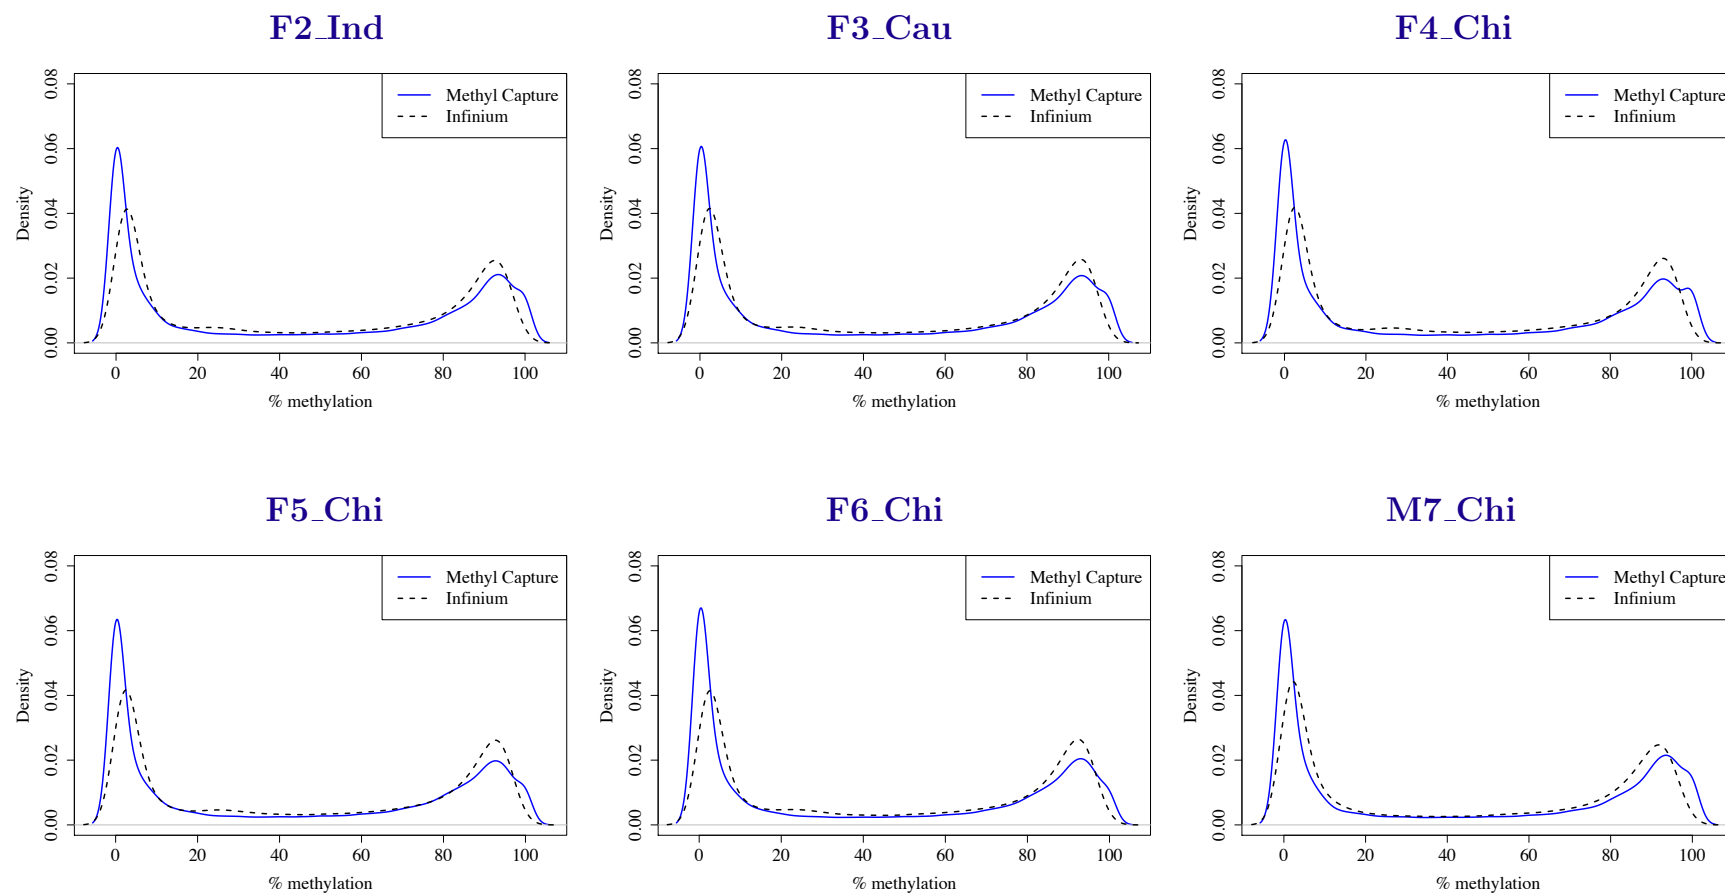 F2_Ind
0.00 0.02 0.04 0.06 0.08
Density
Methyl Capture
Infinium
0 20 40 60 80 100
% methylation
F3_Cau
0.00 0.02 0.04 0.06 0.08
Density
Methyl Capture
Infinium
0 20 40 60 80 100
% methylation
F4_Chi
0.00 0.02 0.04 0.06 0.08
Density
Methyl Capture
Infinium
0 20 40 60 80 100
% methylation
F5_Chi
0.00 0.02 0.04 0.06 0.08
Density
Methyl Capture
Infinium
0 20 40 60 80 100
% methylation
F6_Chi
0.00 0.02 0.04 0.06 0.08
Density
Methyl Capture
Infinium
0 20 40 60 80 100
% methylation
M7_Chi
0.00 0.02 0.04 0.06 0.08
Density
Methyl Capture
Infinium
0 20 40 60 80 100
% methylation